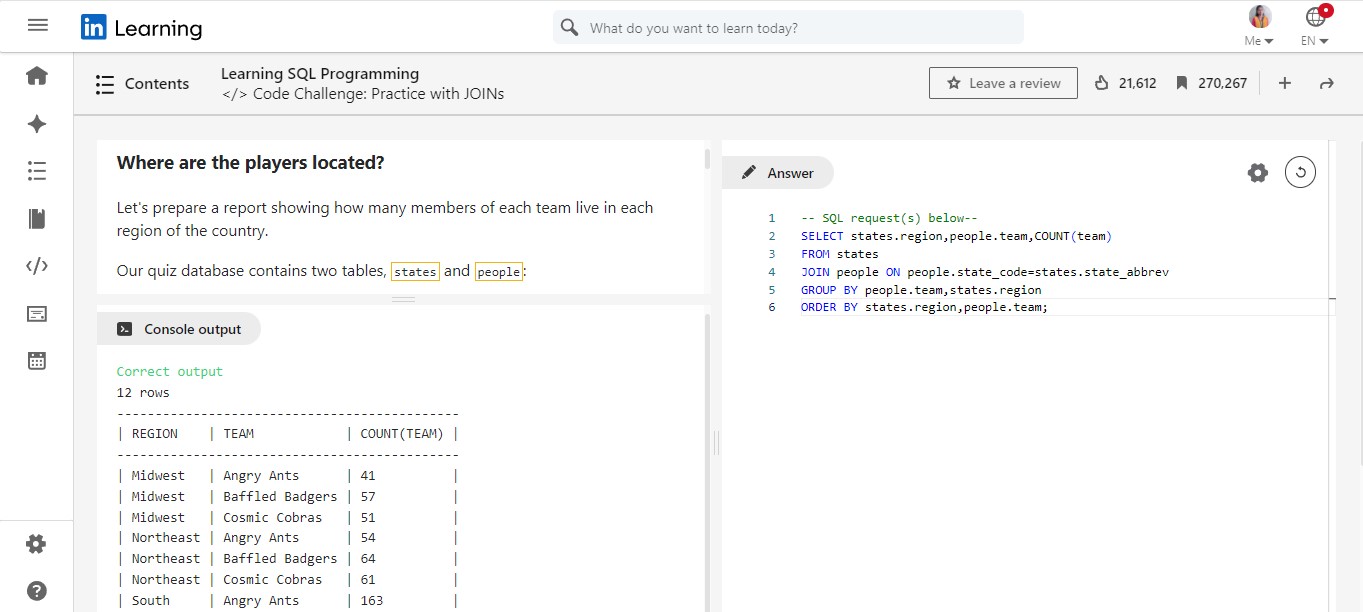 in Learning
What do you want to learn today?
Me
EN
Contents
Learning SQL Programming
</> Code Challenge: Practice with JOINs
Leave a review
21,612
270,267
Where are the players located?
Let's prepare a report showing how many members of each team live in each
region of the country.
Our quiz database contains two tables, states and people:
Console output
Correct output
12 rows
---------------------------------------------
| REGION    | TEAM            | COUNT(TEAM) |
---------------------------------------------
| Midwest   | Angry Ants      | 41          |
| Midwest   | Baffled Badgers | 57          |
| Midwest   | Cosmic Cobras   | 51          |
| Northeast | Angry Ants      | 54          |
| Northeast | Baffled Badgers | 64          |
| Northeast | Cosmic Cobras   | 61          |
| South     | Angry Ants      | 163         |
Answer
1 -- SQL request(s) below--
2 SELECT states.region,people.team,COUNT(team)
3 FROM states
4 JOIN people ON people.state_code=states.state_abbrev
5 GROUP BY people.team,states.region
6 ORDER BY states.region,people.team;